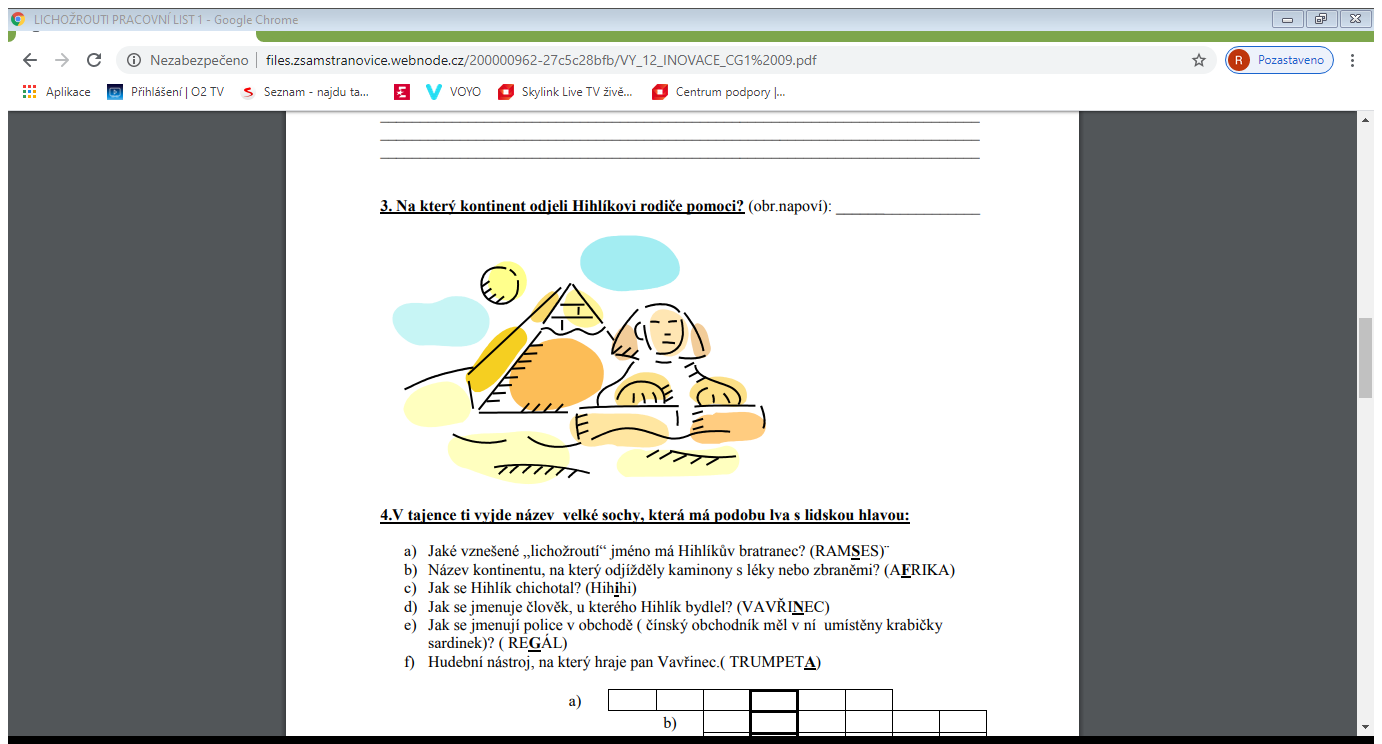 LICHOŽROUTI PRACOVNÍ LIST 1 - Google Chrome
Nezabezpečeno | files.zsamstranovice.webnode.cz/200000962-27c5c28bfb/VY_12_INOVACE_CG1%2009.pdf
R Pozastaveno
Aplikace Přihlášení | O2 TV Seznam - najdu ta... VOYO Skylink Live TV živě... Centrum podpory |...
3. Na který kontinent odjeli Hihlíkovi rodiče pomoci? (obr.napoví): ___________________
4.V tajence ti vyjde název velké sochy, která má podobu lva s lidskou hlavou:
a) Jaké vznešené „lichožroutí“ jméno má Hihlíkův bratranec? (RAMSES)¨
b) Název kontinentu, na který odjížděly kaminony s léky nebo zbraněmi? (AFRIKA)
c) Jak se Hihlík chichotal? (Hihihi)
d) Jak se jmenuje člověk, u kterého Hihlík bydlel? (VAVŘINEC)
e) Jak se jmenují police v obchodě ( čínský obchodník měl v ní umístěny krabičky
sardinek)? ( REGÁL)
f) Hudební nástroj, na který hraje pan Vavřinec.( TRUMPETA)
a)
b)